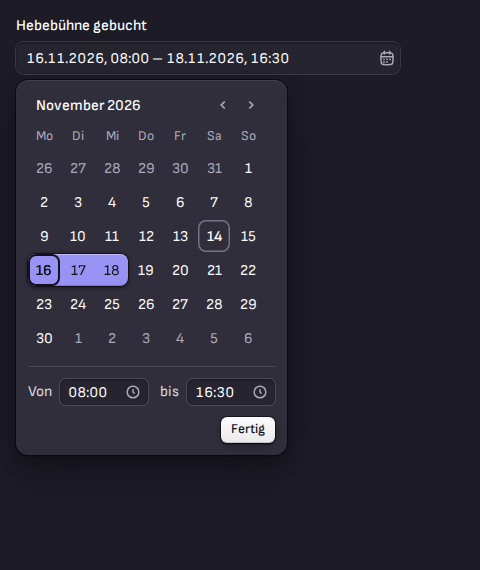 Hebebühne gebucht
16.11.2026, 08:00 – 18.11.2026, 16:30
November 2026
Mo Di Mi Do Fr Sa So
26 27 28 29 30 31 1
2 3 4 5 6 7 8
9 10 11 12 13 14 15
16 17 18 19 20 21 22
23 24 25 26 27 28 29
30 1 2 3 4 5 6
Von 08:00 bis 16:30
Fertig